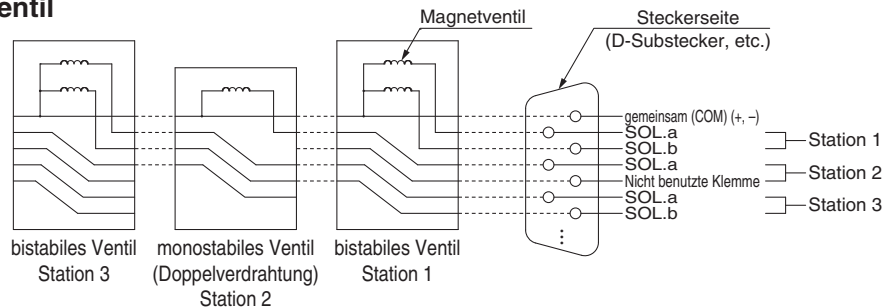 entil
Magnetventil
Steckerseite
(D-Substecker, etc.)
gemeinsam (COM) (+, –)
SOL.a
SOL.b
SOL.a
Nicht benutzte Klemme
SOL.a
SOL.b
Station 1
Station 2
Station 3
bistabiles Ventil
Station 3
monostabiles Ventil
(Doppelverdrahtung)
Station 2
bistabiles Ventil
Station 1